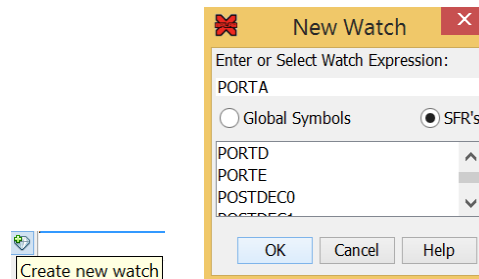 New Watch
Enter or Select Watch Expression:
PORTA
Global Symbols
SFR's
PORTD
PORTE
POSTDEC0
POSTDEC1
OK
Cancel
Help
Create new watch